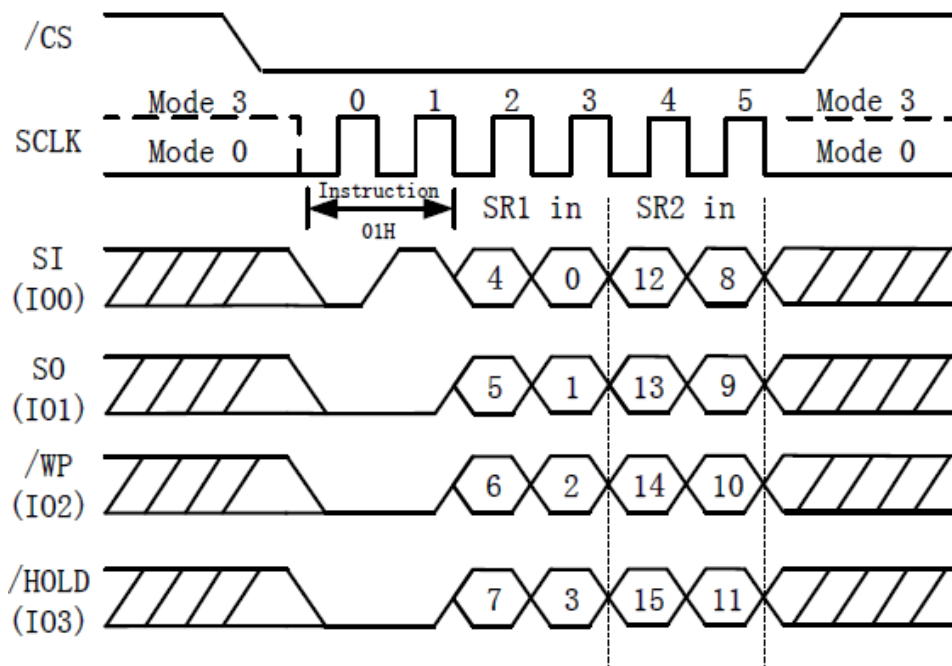 /CS
Mode 3 0 1 2 3 4 5 Mode 3
SCLK
Mode 0 Mode 0
Instruction
SR1 in SR2 in
01H
SI
(IO0)
4 0 12 8
SO
(IO1)
5 1 13 9
/WP
(IO2)
6 2 14 10
/HOLD
(IO3)
7 3 15 11